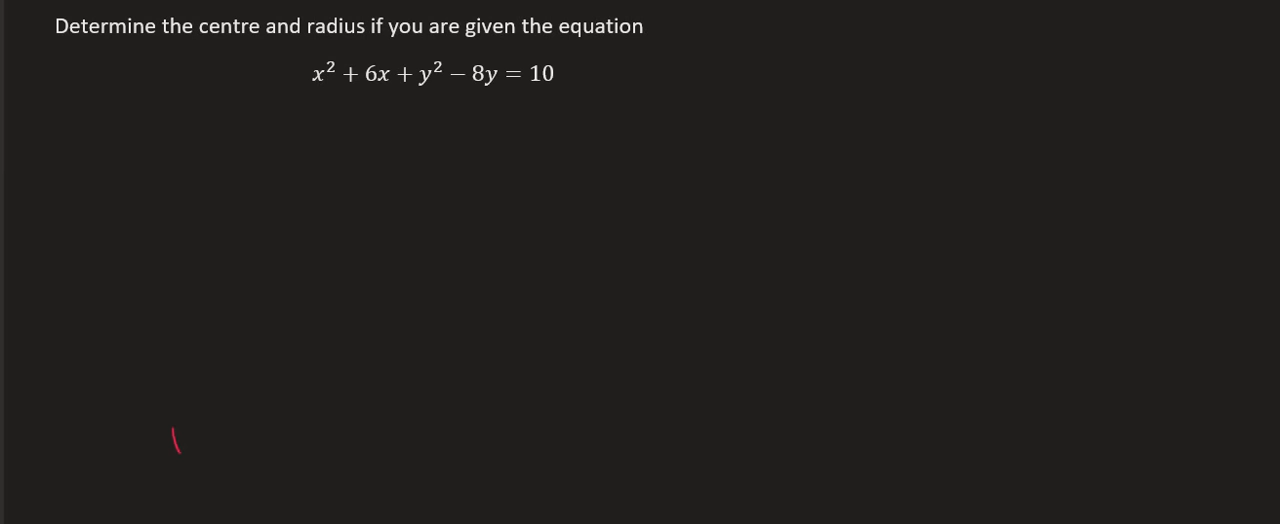 Determine the centre and radius if you are given the equation
x² + 6x + y² − 8y = 10